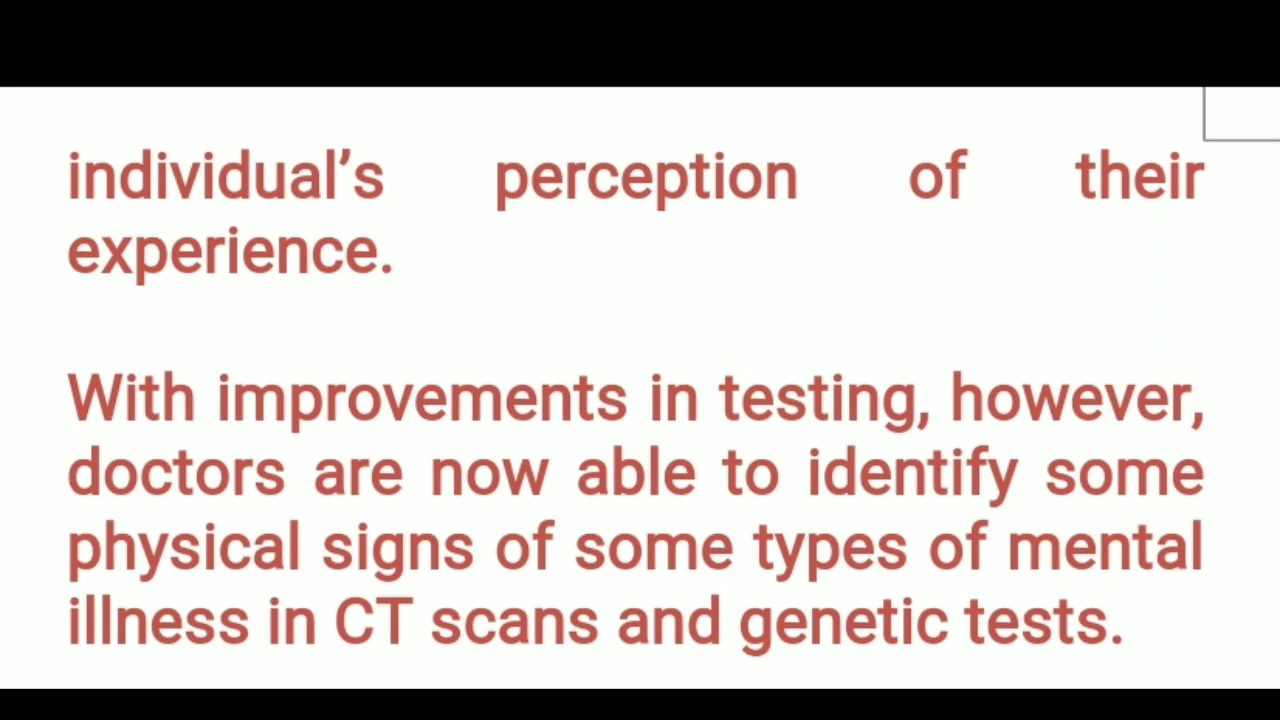 individual’s perception of their
experience.
With improvements in testing, however,
doctors are now able to identify some
physical signs of some types of mental
illness in CT scans and genetic tests.